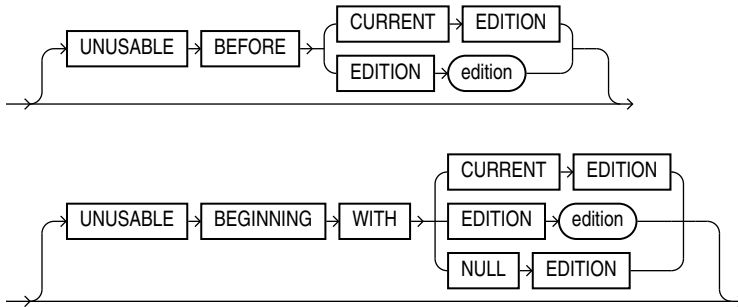 CURRENT EDITION
UNUSABLE BEFORE
EDITION edition
CURRENT EDITION
UNUSABLE BEGINNING WITH EDITION edition
NULL EDITION